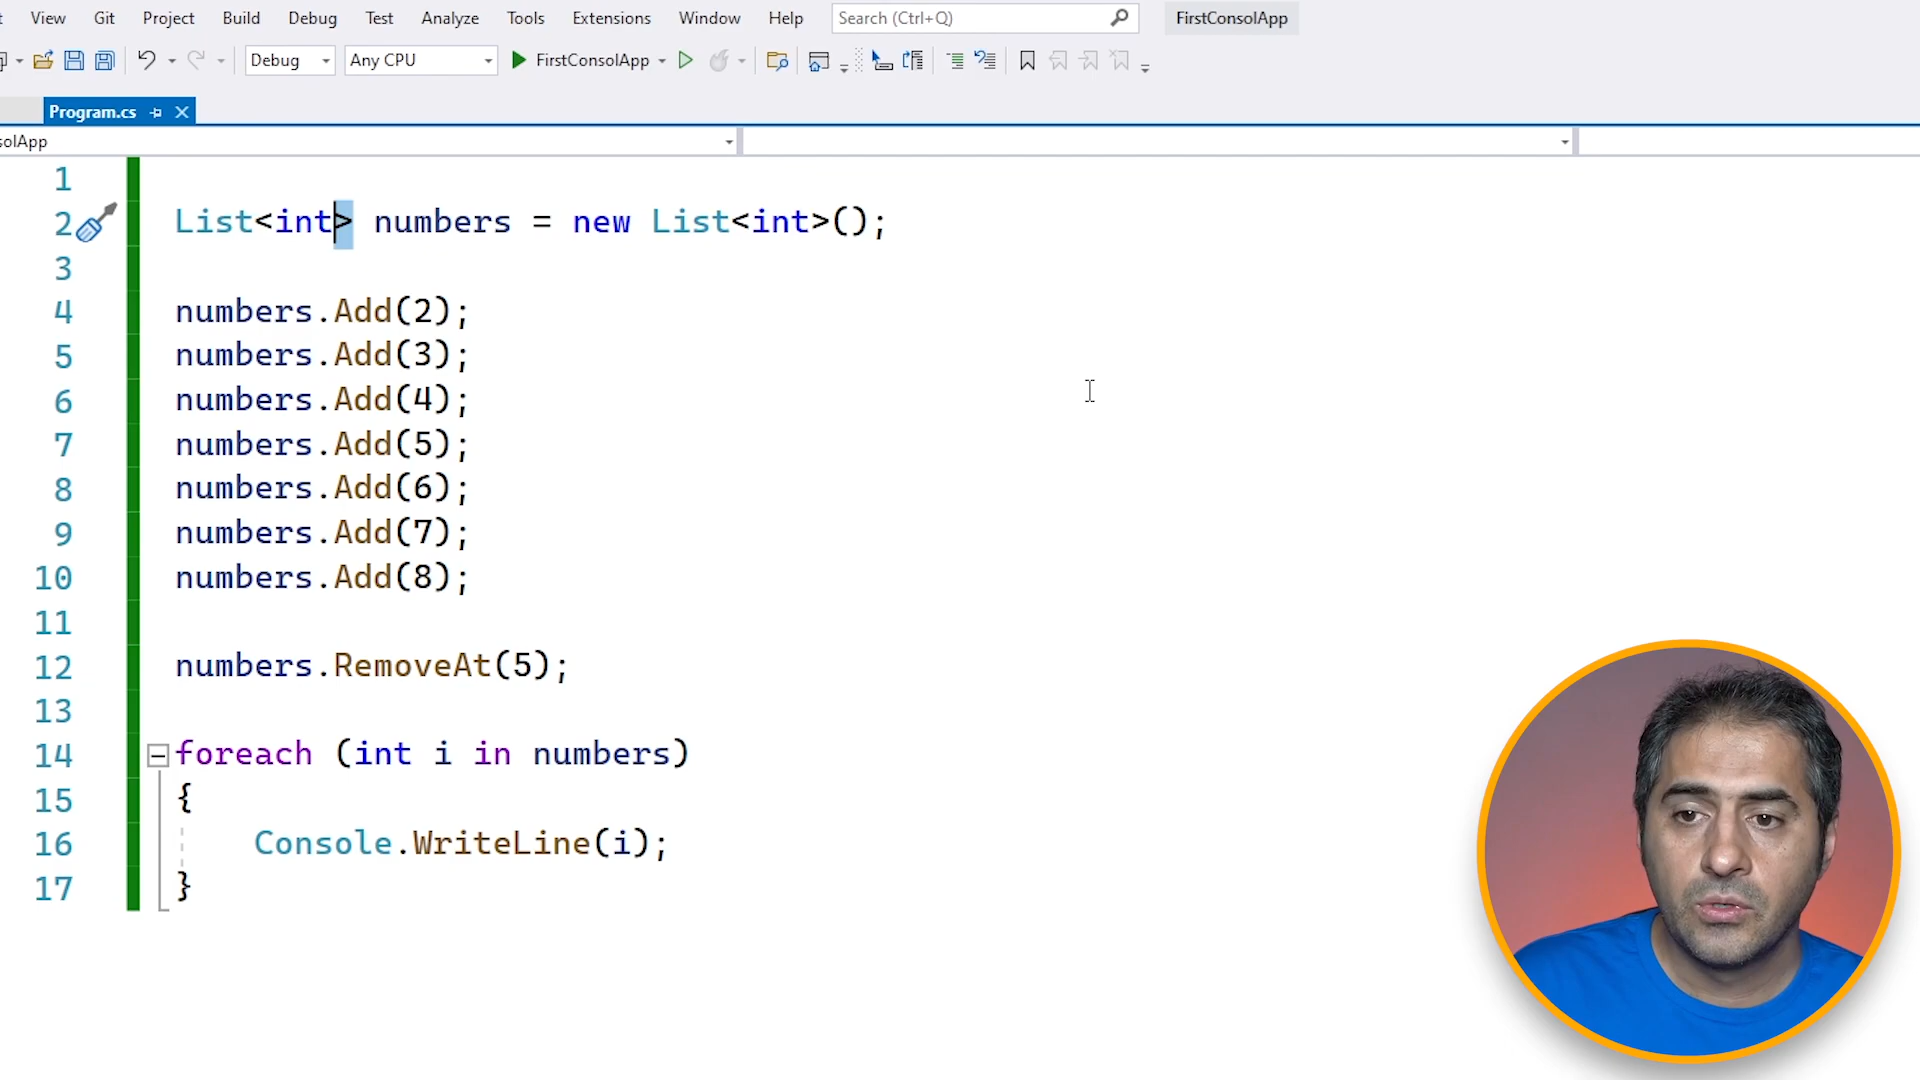 View Git Project Build Debug Test Analyze Tools Extensions Window Help Search (Ctrl+Q) FirstConsolApp
Debug Any CPU FirstConsolApp
Program.cs
solApp
1
2 List<int> numbers = new List<int>();
3
4 numbers.Add(2);
5 numbers.Add(3);
6 numbers.Add(4);
7 numbers.Add(5);
8 numbers.Add(6);
9 numbers.Add(7);
10 numbers.Add(8);
11
12 numbers.RemoveAt(5);
13
14 foreach (int i in numbers)
15 {
16 Console.WriteLine(i);
17 }